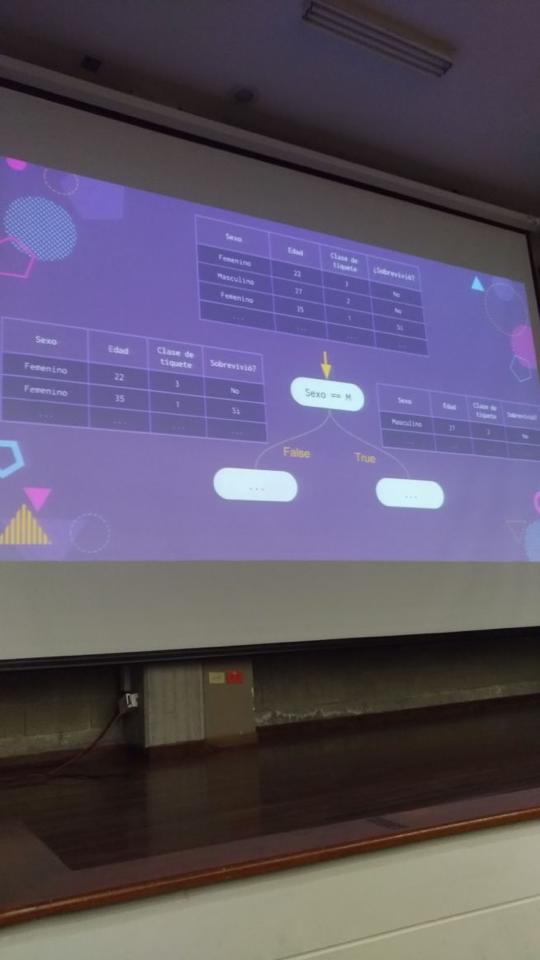 Sexo Edad Clase de tiquete ¿Sobrevivió?
Femenino 22 3 No
Masculino 27 2 No
Femenino 35 1 Si
... ... ... ...
Sexo Edad Clase de tiquete Sobrevivió?
Femenino 22 3 No
Femenino 35 1 Si
... ... ... ...
Sexo == M
Sexo Edad Clase de tiquete Sobrevivió?
Masculino 27 2 No
... ... ... ...
False True
... ...